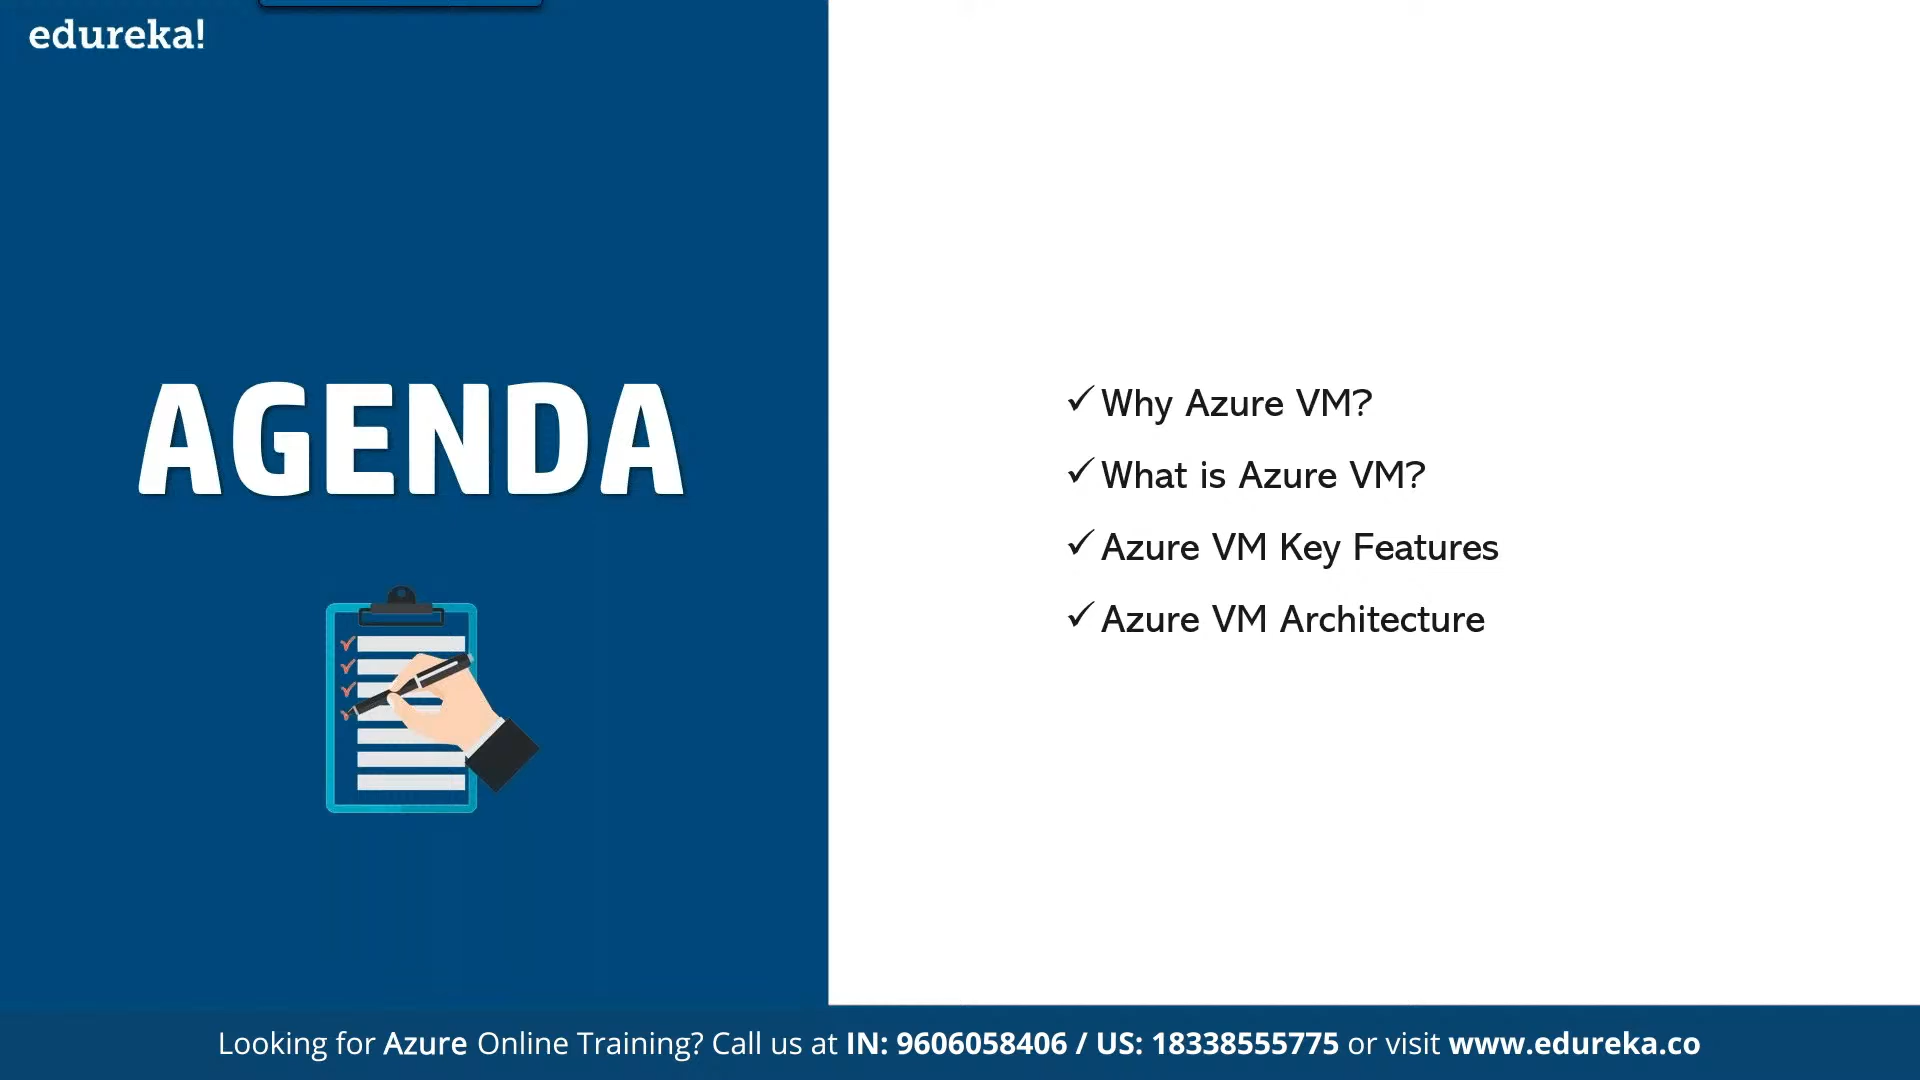 edureka!
AGENDA
✓ Why Azure VM?
✓ What is Azure VM?
✓ Azure VM Key Features
✓ Azure VM Architecture
Looking for Azure Online Training? Call us at IN: 9606058406 / US: 18338555775 or visit www.edureka.co